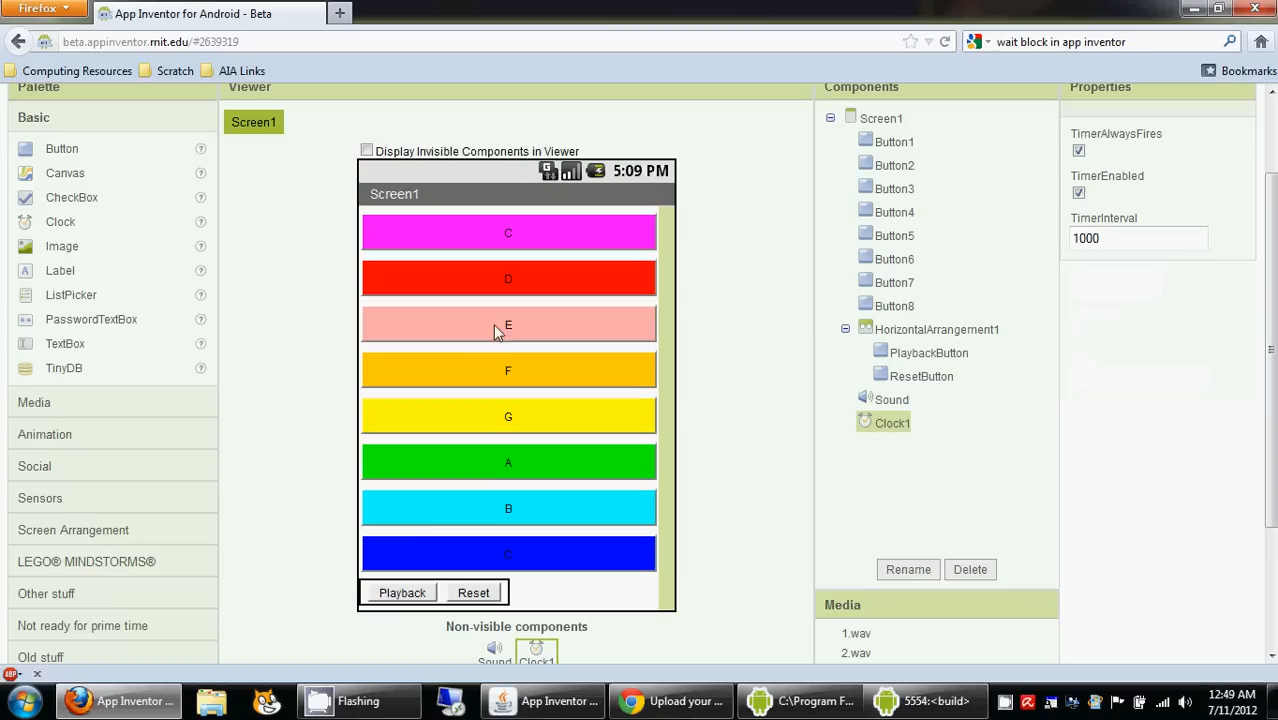 Firefox
App Inventor for Android - Beta
beta.appinventor.mit.edu/#2639319
wait block in app inventor
Computing Resources
Scratch
AIA Links
Bookmarks
Palette
Viewer
Components
Properties
Basic
Button
Canvas
CheckBox
Clock
Image
Label
ListPicker
PasswordTextBox
TextBox
TinyDB
Media
Animation
Social
Sensors
Screen Arrangement
LEGO® MINDSTORMS®
Other stuff
Not ready for prime time
Old stuff
Screen1
Display Invisible Components in Viewer
5:09 PM
Screen1
C
D
E
F
G
A
B
C
Playback
Reset
Non-visible components
Sound
Clock1
Screen1
Button1
Button2
Button3
Button4
Button5
Button6
Button7
Button8
HorizontalArrangement1
PlaybackButton
ResetButton
Sound
Clock1
Rename
Delete
Media
1.wav
2.wav
TimerAlwaysFires
TimerEnabled
TimerInterval
1000
App Inventor ...
Flashing
App Inventor ...
Upload your ...
C:\Program F...
5554:<build>
12:49 AM
7/11/2012